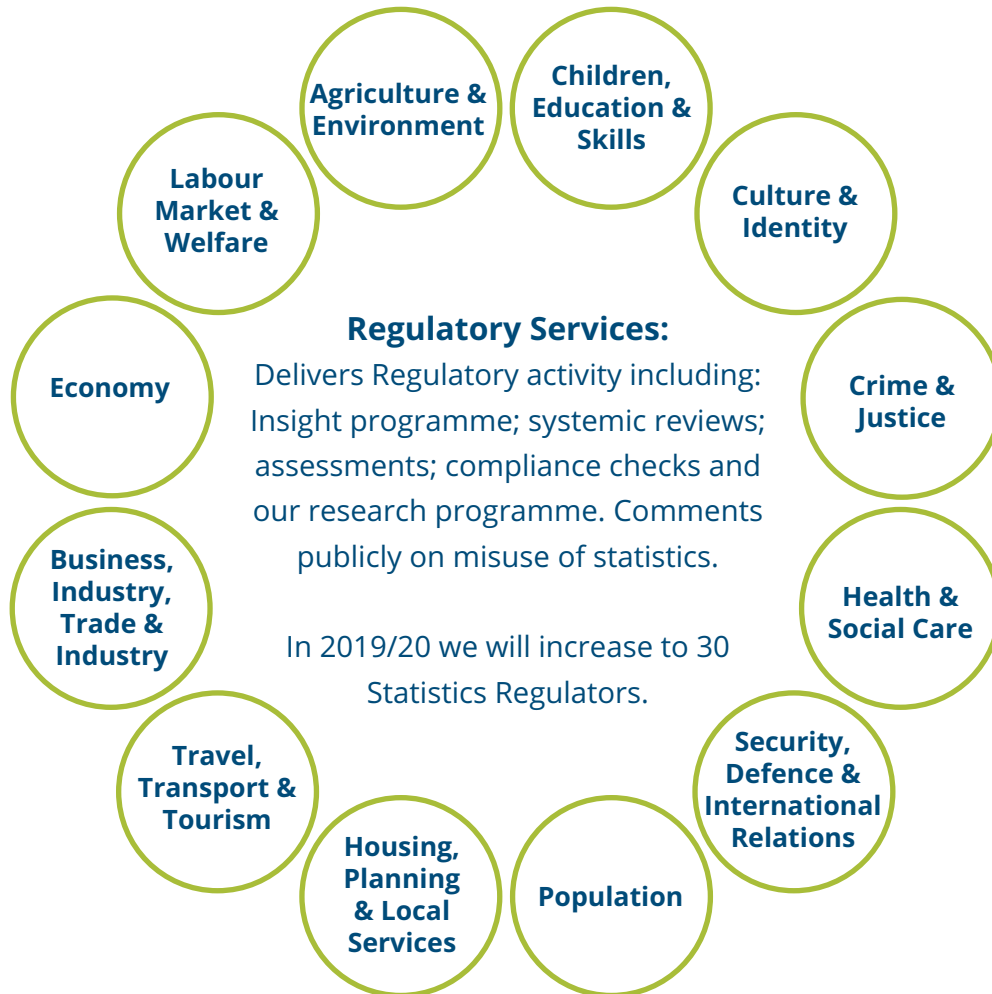 Agriculture &
Environment
Children,
Education &
Skills
Labour
Market &
Welfare
Culture &
Identity
Regulatory Services:
Delivers Regulatory activity including:
Insight programme; systemic reviews;
assessments; compliance checks and
our research programme. Comments
publicly on misuse of statistics.
In 2019/20 we will increase to 30
Statistics Regulators.
Economy
Crime &
Justice
Business,
Industry,
Trade &
Industry
Health &
Social Care
Travel,
Transport &
Tourism
Security,
Defence &
International
Relations
Housing,
Planning
& Local
Services
Population